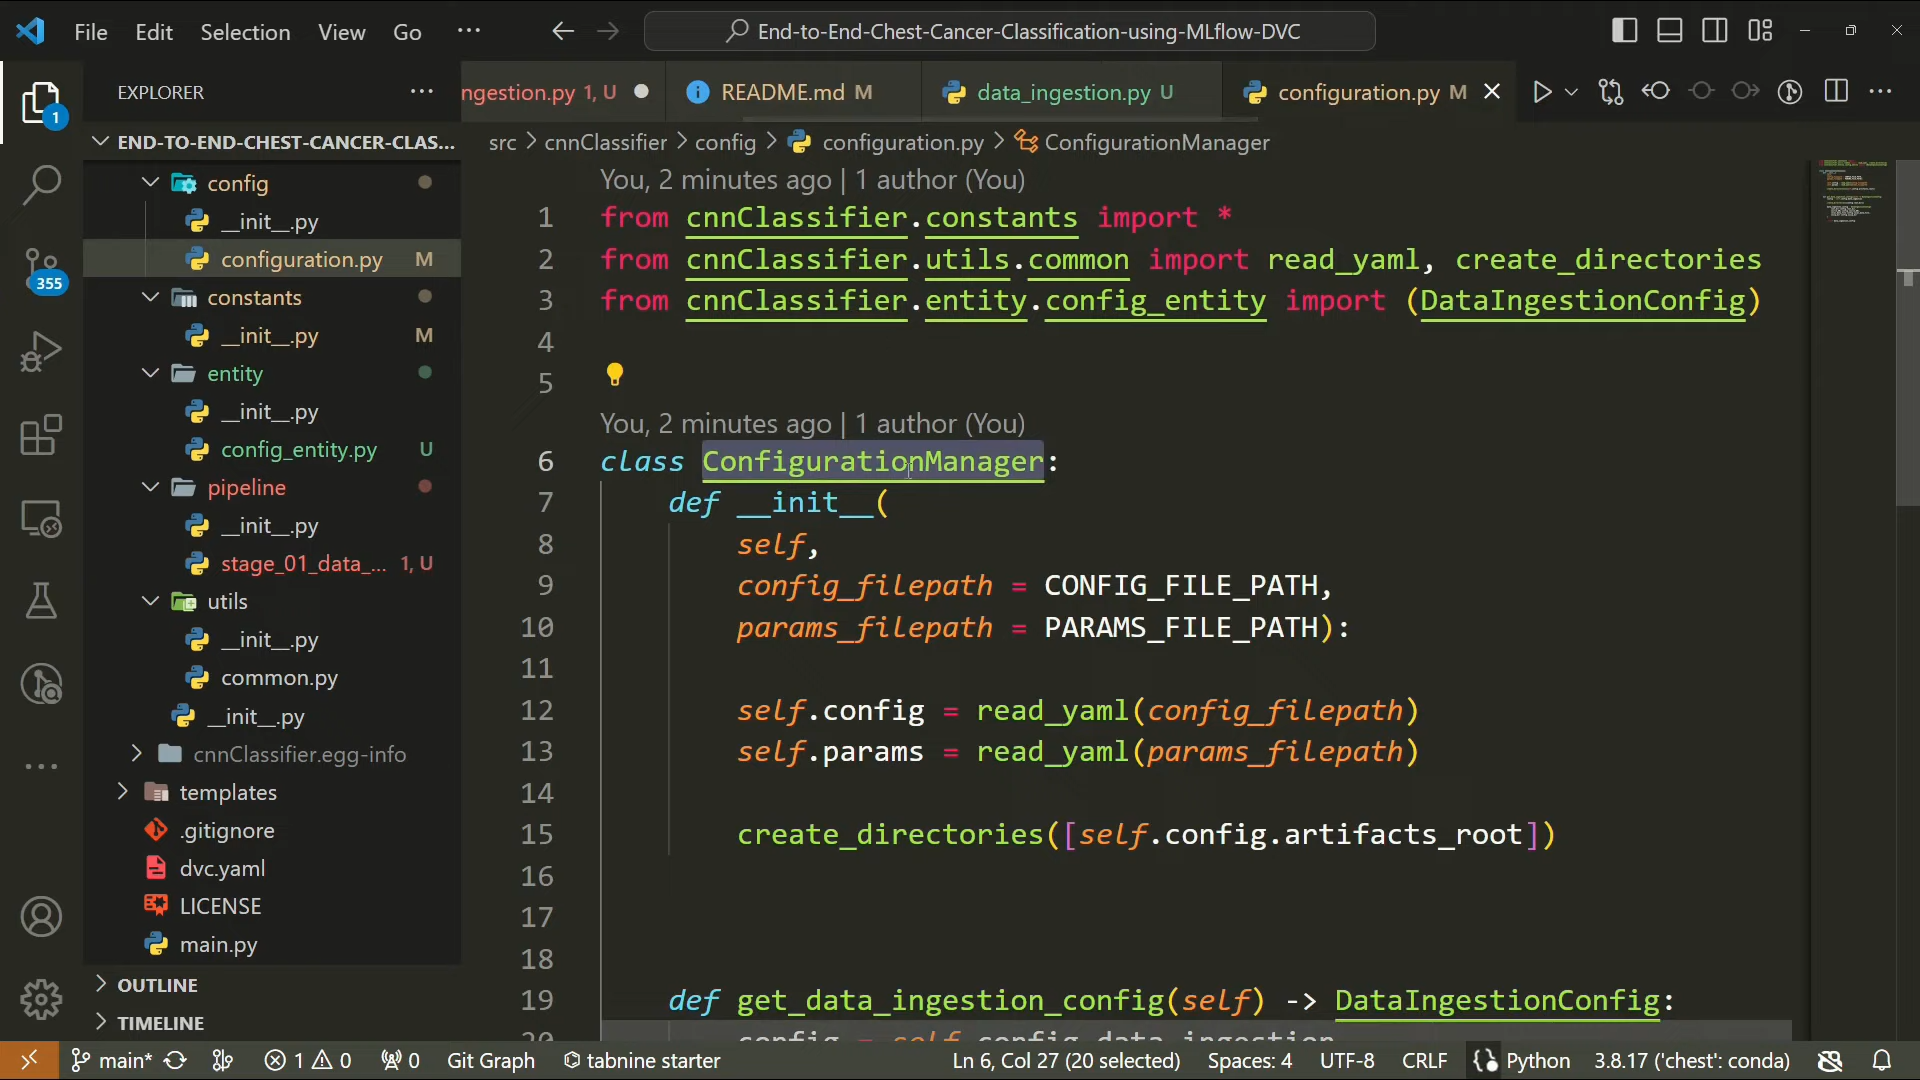 File Edit Selection View Go ...
End-to-End-Chest-Cancer-Classification-using-MLflow-DVC
EXPLORER
END-TO-END-CHEST-CANCER-CLAS...
config
__init__.py
configuration.py M
constants
__init__.py M
entity
__init__.py
config_entity.py U
pipeline
__init__.py
stage_01_data_... 1, U
utils
__init__.py
common.py
__init__.py
cnnClassifier.egg-info
templates
.gitignore
dvc.yaml
LICENSE
main.py
OUTLINE
TIMELINE
1
355
ngestion.py 1, U README.md M data_ingestion.py U configuration.py M
src > cnnClassifier > config > configuration.py > ConfigurationManager
You, 2 minutes ago | 1 author (You)
1 from cnnClassifier.constants import *
2 from cnnClassifier.utils.common import read_yaml, create_directories
3 from cnnClassifier.entity.config_entity import (DataIngestionConfig)
4
5
You, 2 minutes ago | 1 author (You)
6 class ConfigurationManager:
7 def __init__(
8 self,
9 config_filepath = CONFIG_FILE_PATH,
10 params_filepath = PARAMS_FILE_PATH):
11
12 self.config = read_yaml(config_filepath)
13 self.params = read_yaml(params_filepath)
14
15 create_directories([self.config.artifacts_root])
16
17
18
19 def get_data_ingestion_config(self) -> DataIngestionConfig:
20 config = self.config.data_ingestion
main* 1 0 0 Git Graph tabnine starter Ln 6, Col 27 (20 selected) Spaces: 4 UTF-8 CRLF Python 3.8.17 ('chest': conda)